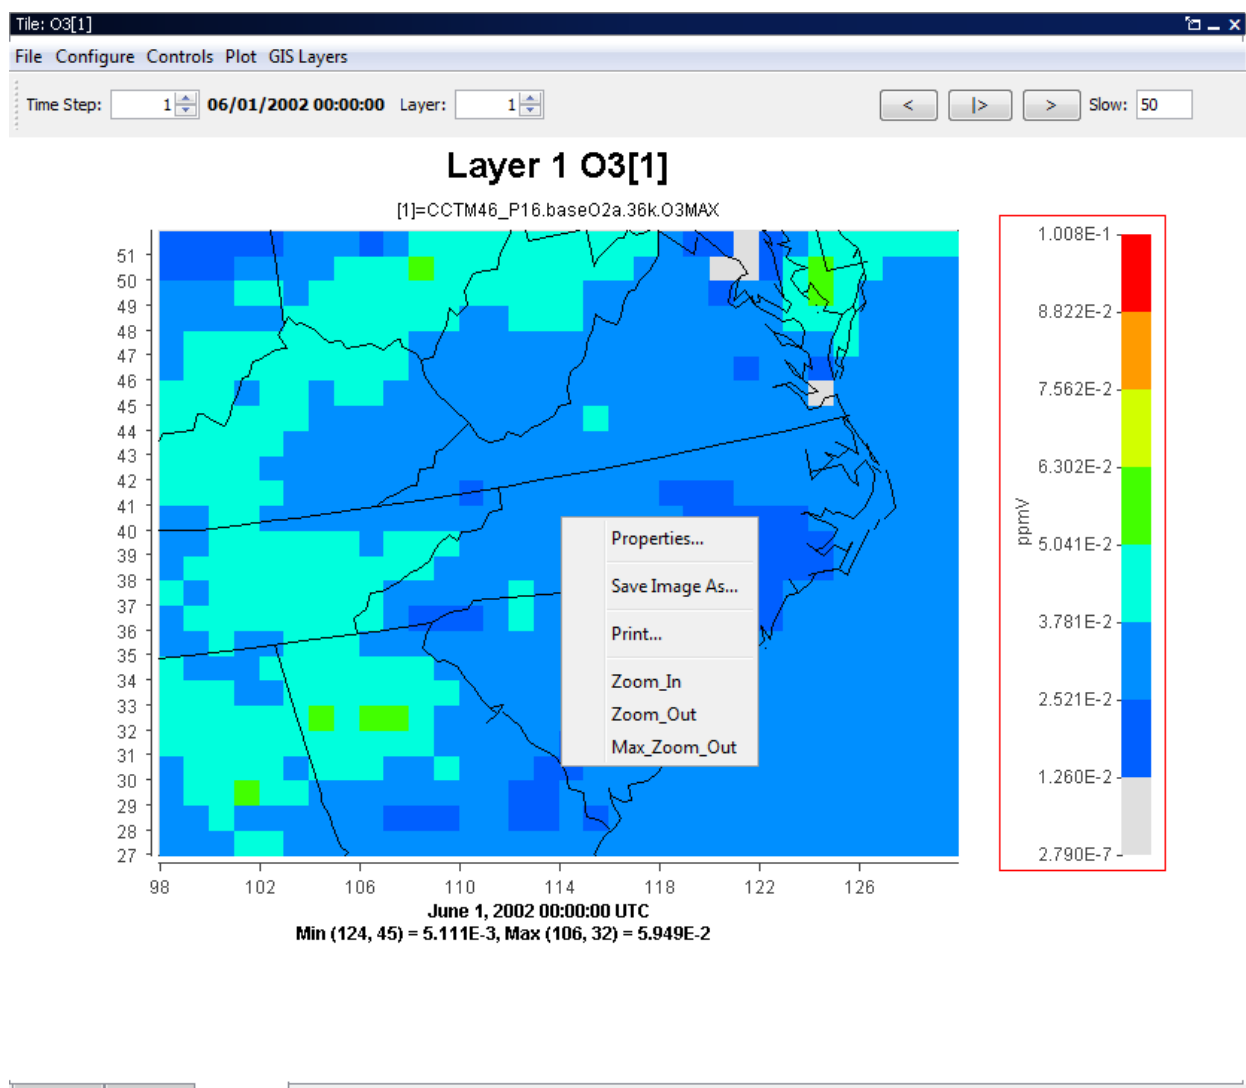 Tile: O3[1]
File Configure Controls Plot GIS Layers
Time Step: 1 06/01/2002 00:00:00 Layer: 1 < |> > Slow: 50
Layer 1 O3[1]
[1]=CCTM46_P16.baseO2a.36k.O3MAX
51
50
49
48
47
46
45
44
43
42
41
40
39
38
37
36
35
34
33
32
31
30
29
28
27
98 102 106 110 114 118 122 126
June 1, 2002 00:00:00 UTC
Min (124, 45) = 5.111E-3, Max (106, 32) = 5.949E-2
Properties...
Save Image As...
Print...
Zoom_In
Zoom_Out
Max_Zoom_Out
ppmV
1.008E-1
8.822E-2
7.562E-2
6.302E-2
5.041E-2
3.781E-2
2.521E-2
1.260E-2
2.790E-7